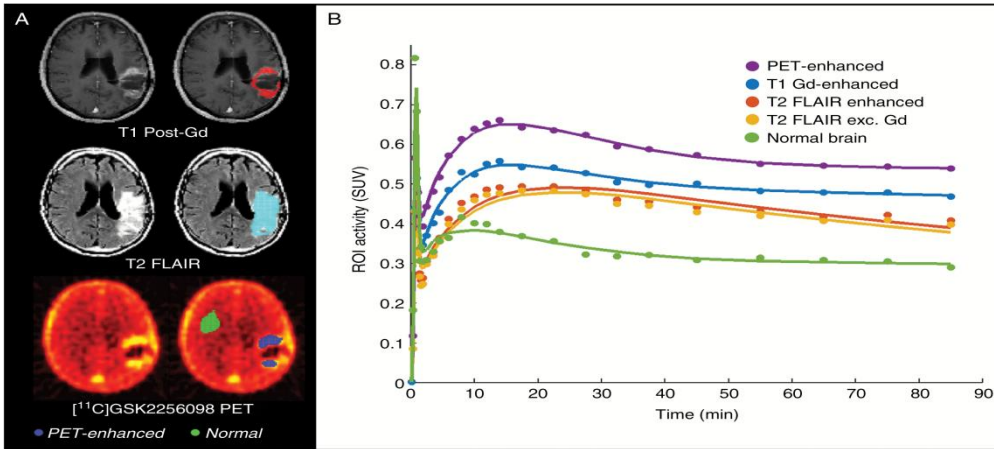 A
T1 Post-Gd
T2 FLAIR
[¹¹C]GSK2256098 PET
PET-enhanced
Normal
B
PET-enhanced
T1 Gd-enhanced
T2 FLAIR enhanced
T2 FLAIR exc. Gd
Normal brain
ROI activity (SUV)
0.8
0.7
0.6
0.5
0.4
0.3
0.2
0.1
0
0 10 20 30 40 50 60 70 80 90
Time (min)